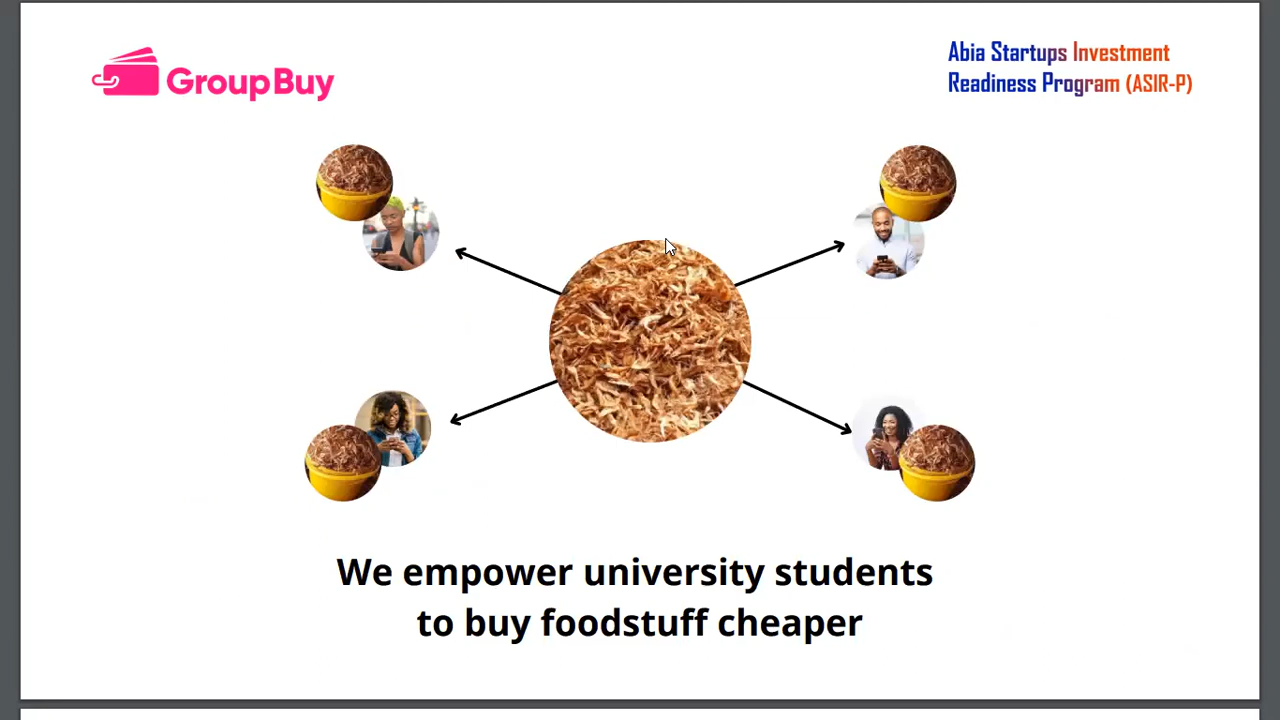 GroupBuy
Abia Startups Investment
Readiness Program (ASIR-P)
We empower university students
to buy foodstuff cheaper